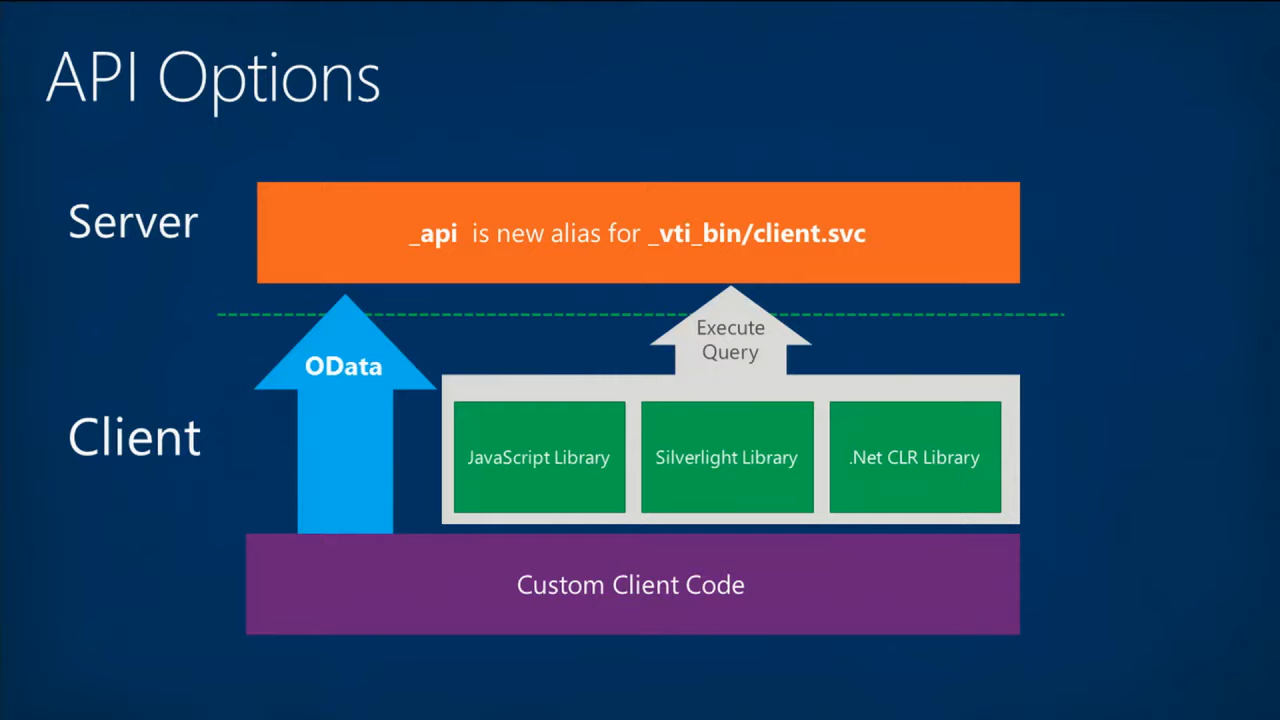 API Options
Server
_api is new alias for _vti_bin/client.svc
Execute
Query
OData
Client
JavaScript Library
Silverlight Library
.Net CLR Library
Custom Client Code